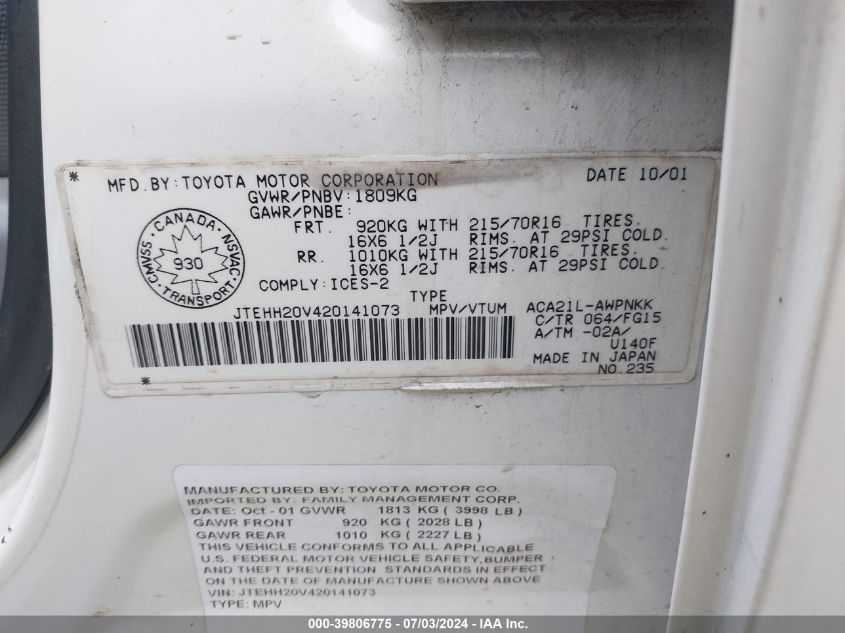 * MFD.BY:TOYOTA MOTOR CORPORATION DATE 10/01
GVWR/PNBV:1809KG
GAWR/PNBE:
FRT. 920KG WITH 215/70R16 TIRES.
16X6 1/2J RIMS. AT 29PSI COLD.
RR. 1010KG WITH 215/70R16 TIRES.
16X6 1/2J RIMS. AT 29PSI COLD.
CANADA
CMVSS NSVAC
930
TRANSPORT
COMPLY:ICES-2
TYPE
JTEHH20V420141073 MPV/VTUM ACA21L-AWPNKK
C/TR 064/FG15
A/TM -02A/
U140F
MADE IN JAPAN
* NO.235
MANUFACTURED BY: TOYOTA MOTOR CO.
IMPORTED BY: FAMILY MANAGEMENT CORP.
DATE: Oct - 01 GVWR 1813 KG ( 3998 LB )
GAWR FRONT 920 KG ( 2028 LB )
GAWR REAR 1010 KG ( 2227 LB )
THIS VEHICLE CONFORMS TO ALL APPLICABLE
U.S. FEDERAL MOTOR VEHICLE SAFETY,BUMPER
AND THEFT PREVENTION STANDARDS IN EFFECT
ON THE DATE OF MANUFACTURE SHOWN ABOVE
VIN: JTEHH20V420141073
TYPE: MPV
000-39806775 - 07/03/2024 - IAAI Inc.